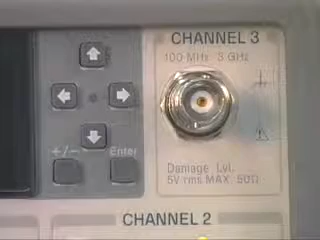 CHANNEL 3
100 MHz 3 GHz
+/- Enter
Damage Lvl.
5V rms MAX. 50Ω
CHANNEL 2